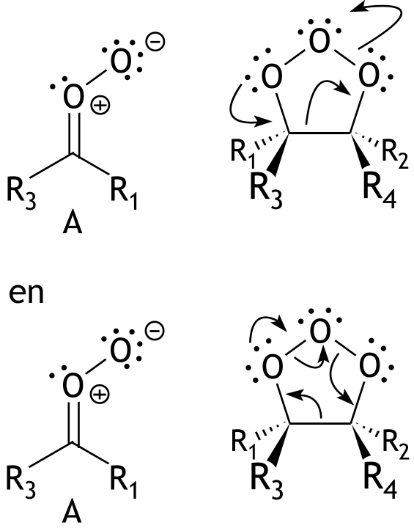 O ⊖
O ⊕
R3 R1
A
O
O O
R1 R2
R3 R4
en
O ⊖
O ⊕
R3 R1
A
O
O O
R1 R2
R3 R4